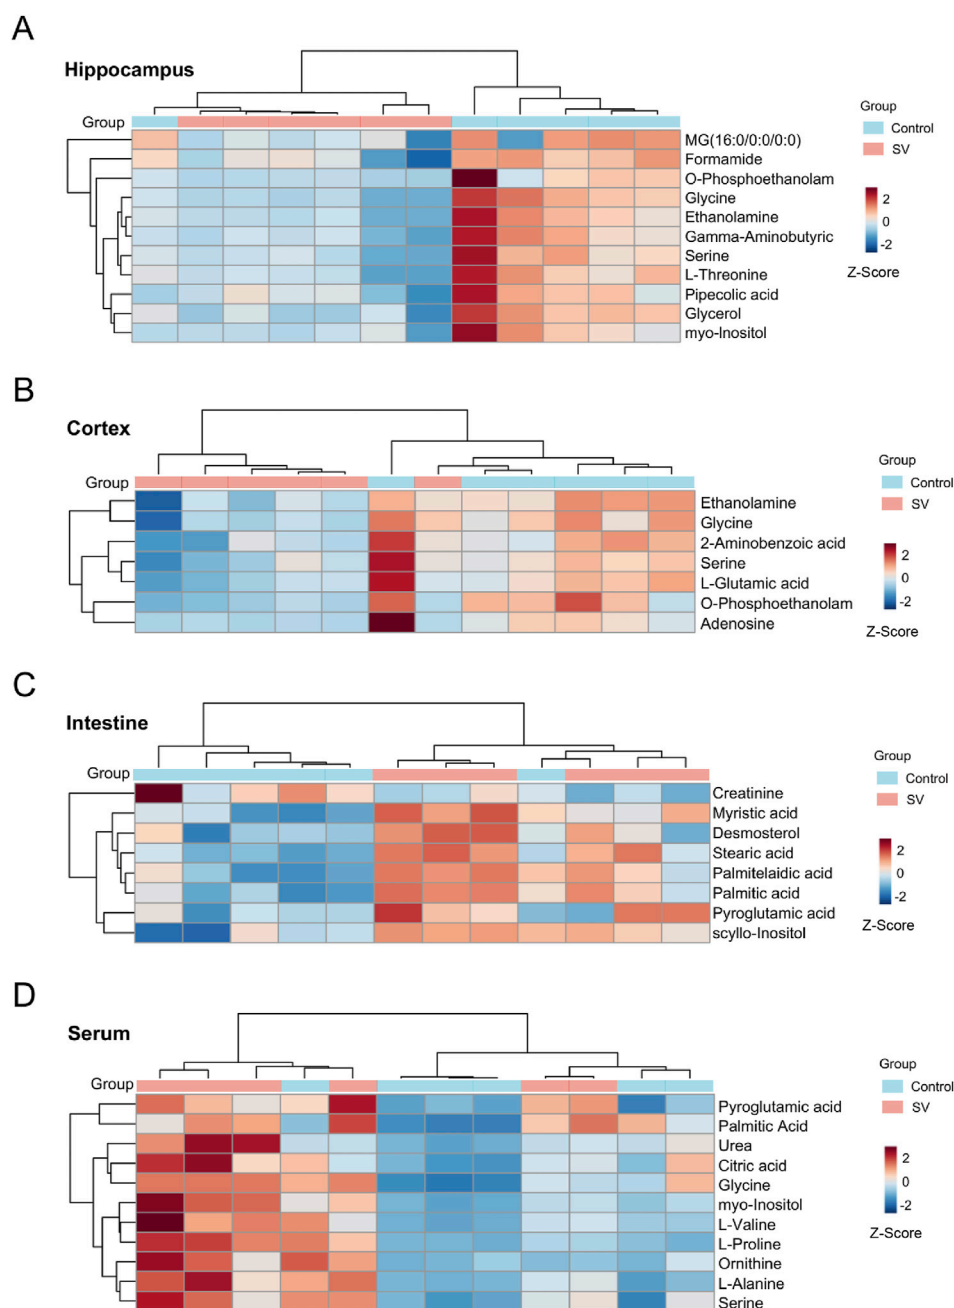 A
Hippocampus
Group
MG(16:0/0:0/0:0)
Formamide
O-Phosphoethanolam
Glycine
Ethanolamine
Gamma-Aminobutyric
Serine
L-Threonine
Pipecolic acid
Glycerol
myo-Inositol
Group
Control
SV
2
0
-2
Z-Score
B
Cortex
Group
Ethanolamine
Glycine
2-Aminobenzoic acid
Serine
L-Glutamic acid
O-Phosphoethanolam
Adenosine
Group
Control
SV
2
0
-2
Z-Score
C
Intestine
Group
Creatinine
Myristic acid
Desmosterol
Stearic acid
Palmitelaidic acid
Palmitic acid
Pyroglutamic acid
scyllo-Inositol
Group
Control
SV
2
0
-2
Z-Score
D
Serum
Group
Pyroglutamic acid
Palmitic Acid
Urea
Citric acid
Glycine
myo-Inositol
L-Valine
L-Proline
Ornithine
L-Alanine
Serine
Group
Control
SV
2
0
-2
Z-Score